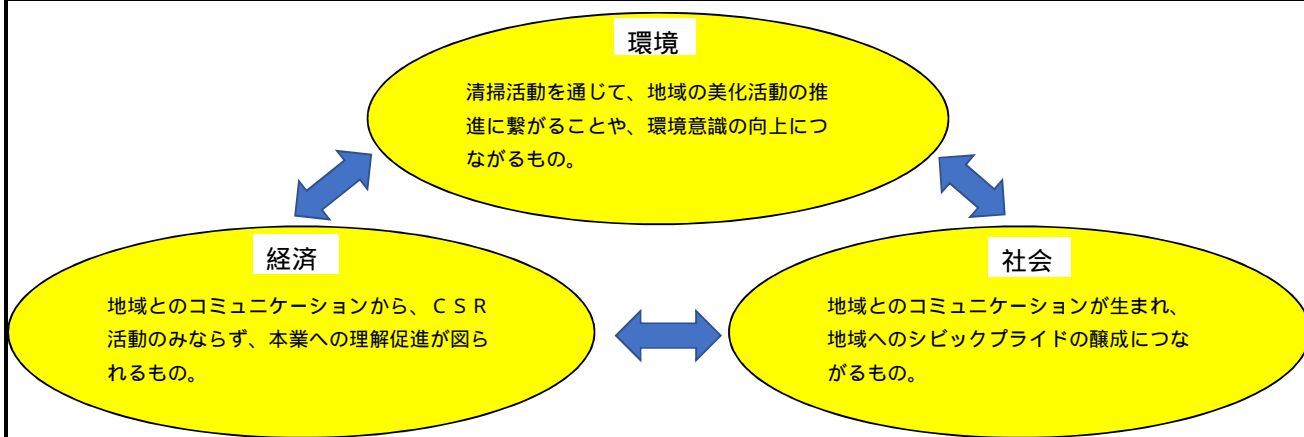 環境
清掃活動を通じて、地域の美化活動の推
進に繋がることや、環境意識の向上につ
ながるもの。
経済
地域とのコミュニケーションから、ＣＳＲ
活動のみならず、本業への理解促進が図ら
れるもの。
社会
地域とのコミュニケーションが生まれ、
地域へのシビックプライドの醸成につな
がるもの。